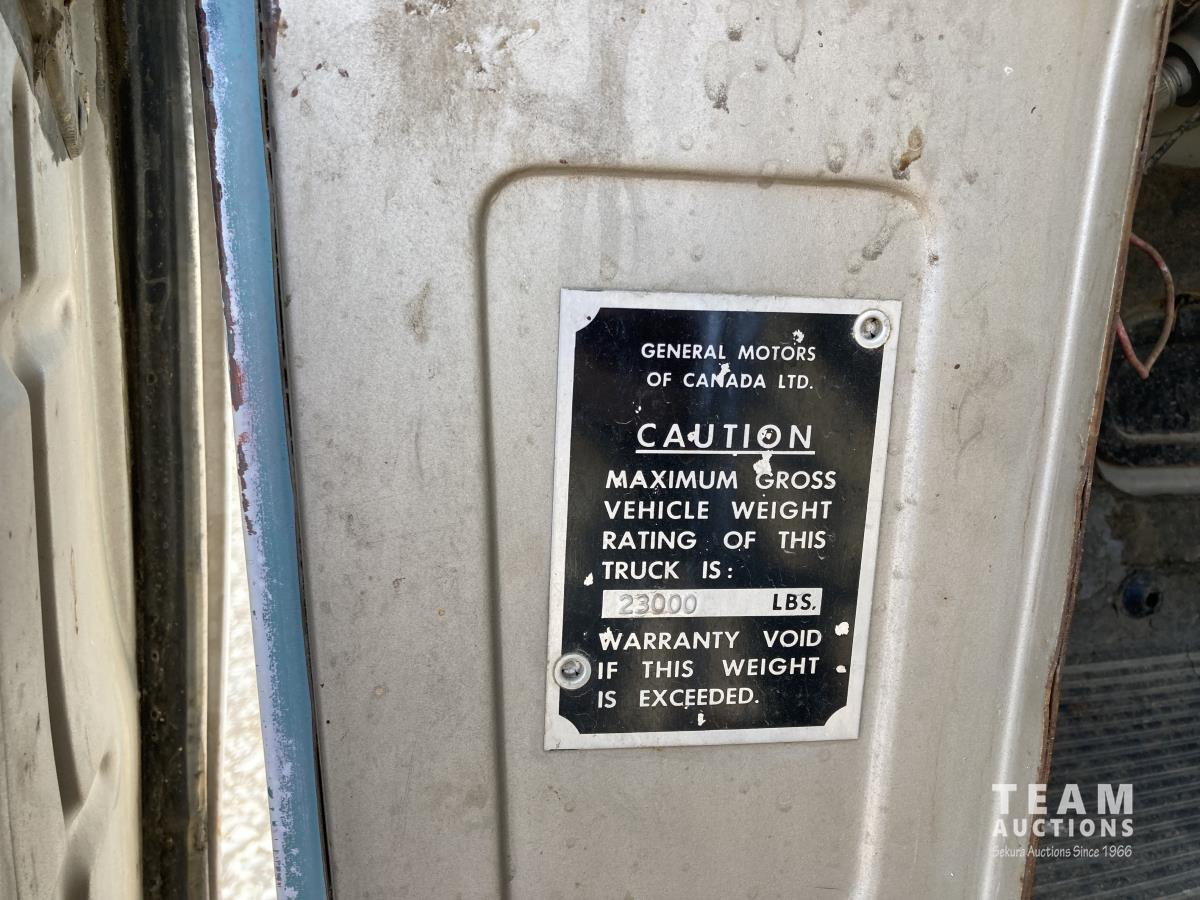 GENERAL MOTORS
OF CANADA LTD.
CAUTION
MAXIMUM GROSS
VEHICLE WEIGHT
RATING OF THIS
TRUCK IS:
23000 LBS.
WARRANTY VOID
IF THIS WEIGHT
IS EXCEEDED.
TEAM
AUCTIONS
Sekura Auctions Since 1966